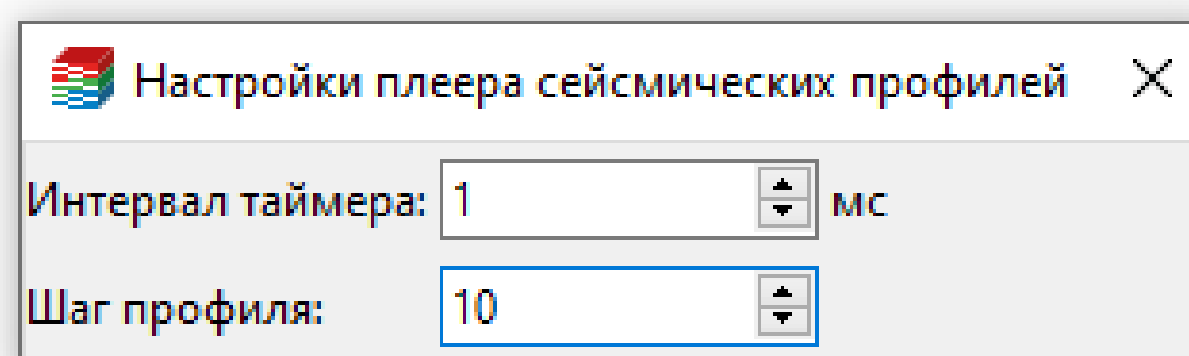 Настройки плеера сейсмических профилей
Интервал таймера: 1 мс
Шаг профиля: 10